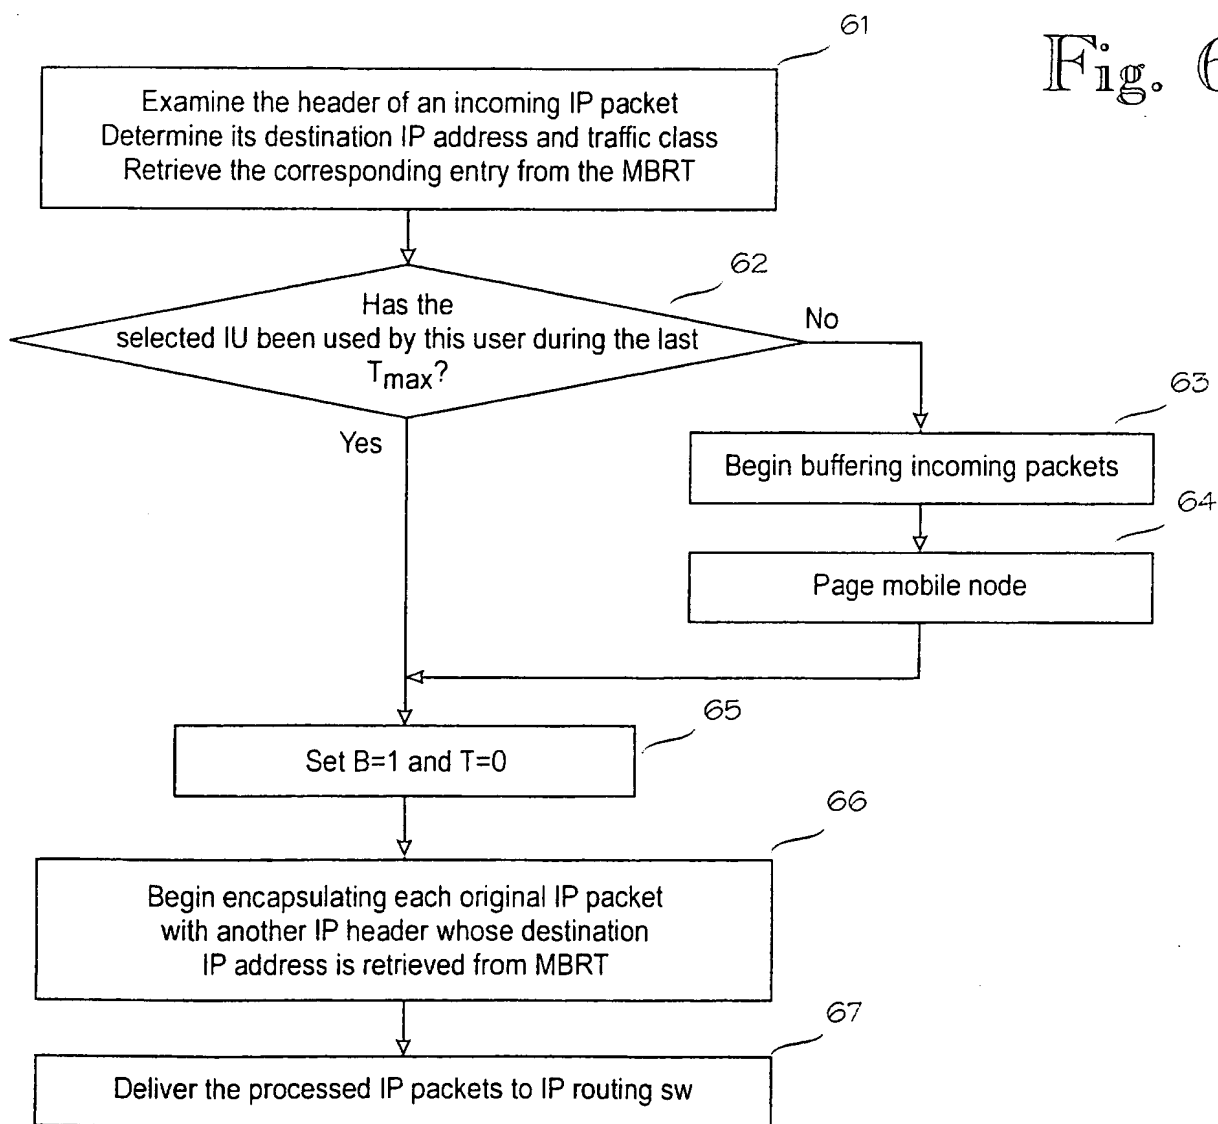 61
Fig. 6
Examine the header of an incoming IP packet
Determine its destination IP address and traffic class
Retrieve the corresponding entry from the MBRT
62
Has the
selected IU been used by this user during the last
Tmax?
No
Yes
63
Begin buffering incoming packets
64
Page mobile node
65
Set B=1 and T=0
66
Begin encapsulating each original IP packet
with another IP header whose destination
IP address is retrieved from MBRT
67
Deliver the processed IP packets to IP routing sw